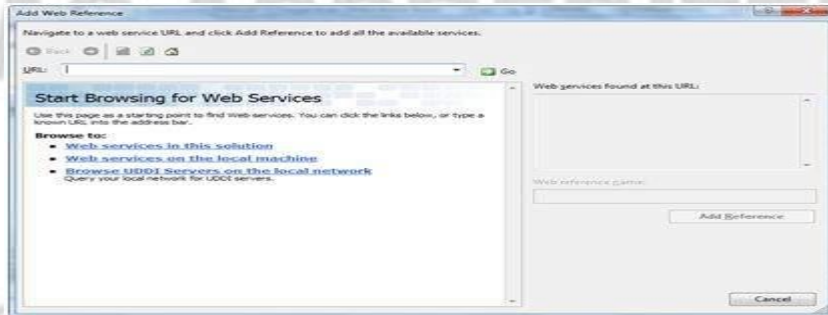 Add Web Reference
Navigate to a web service URL and click Add Reference to add all the available services.
Back
URL:
Go
Start Browsing for Web Services
Use this page as a starting point to find Web services. You can click the links below, or type a known URL into the address bar.
Browse to:
Web services in this solution
Web services on the local machine
Browse UDDI Servers on the local network
Query your local network for UDDI servers.
Web services found at this URL:
Web reference name:
Add Reference
Cancel